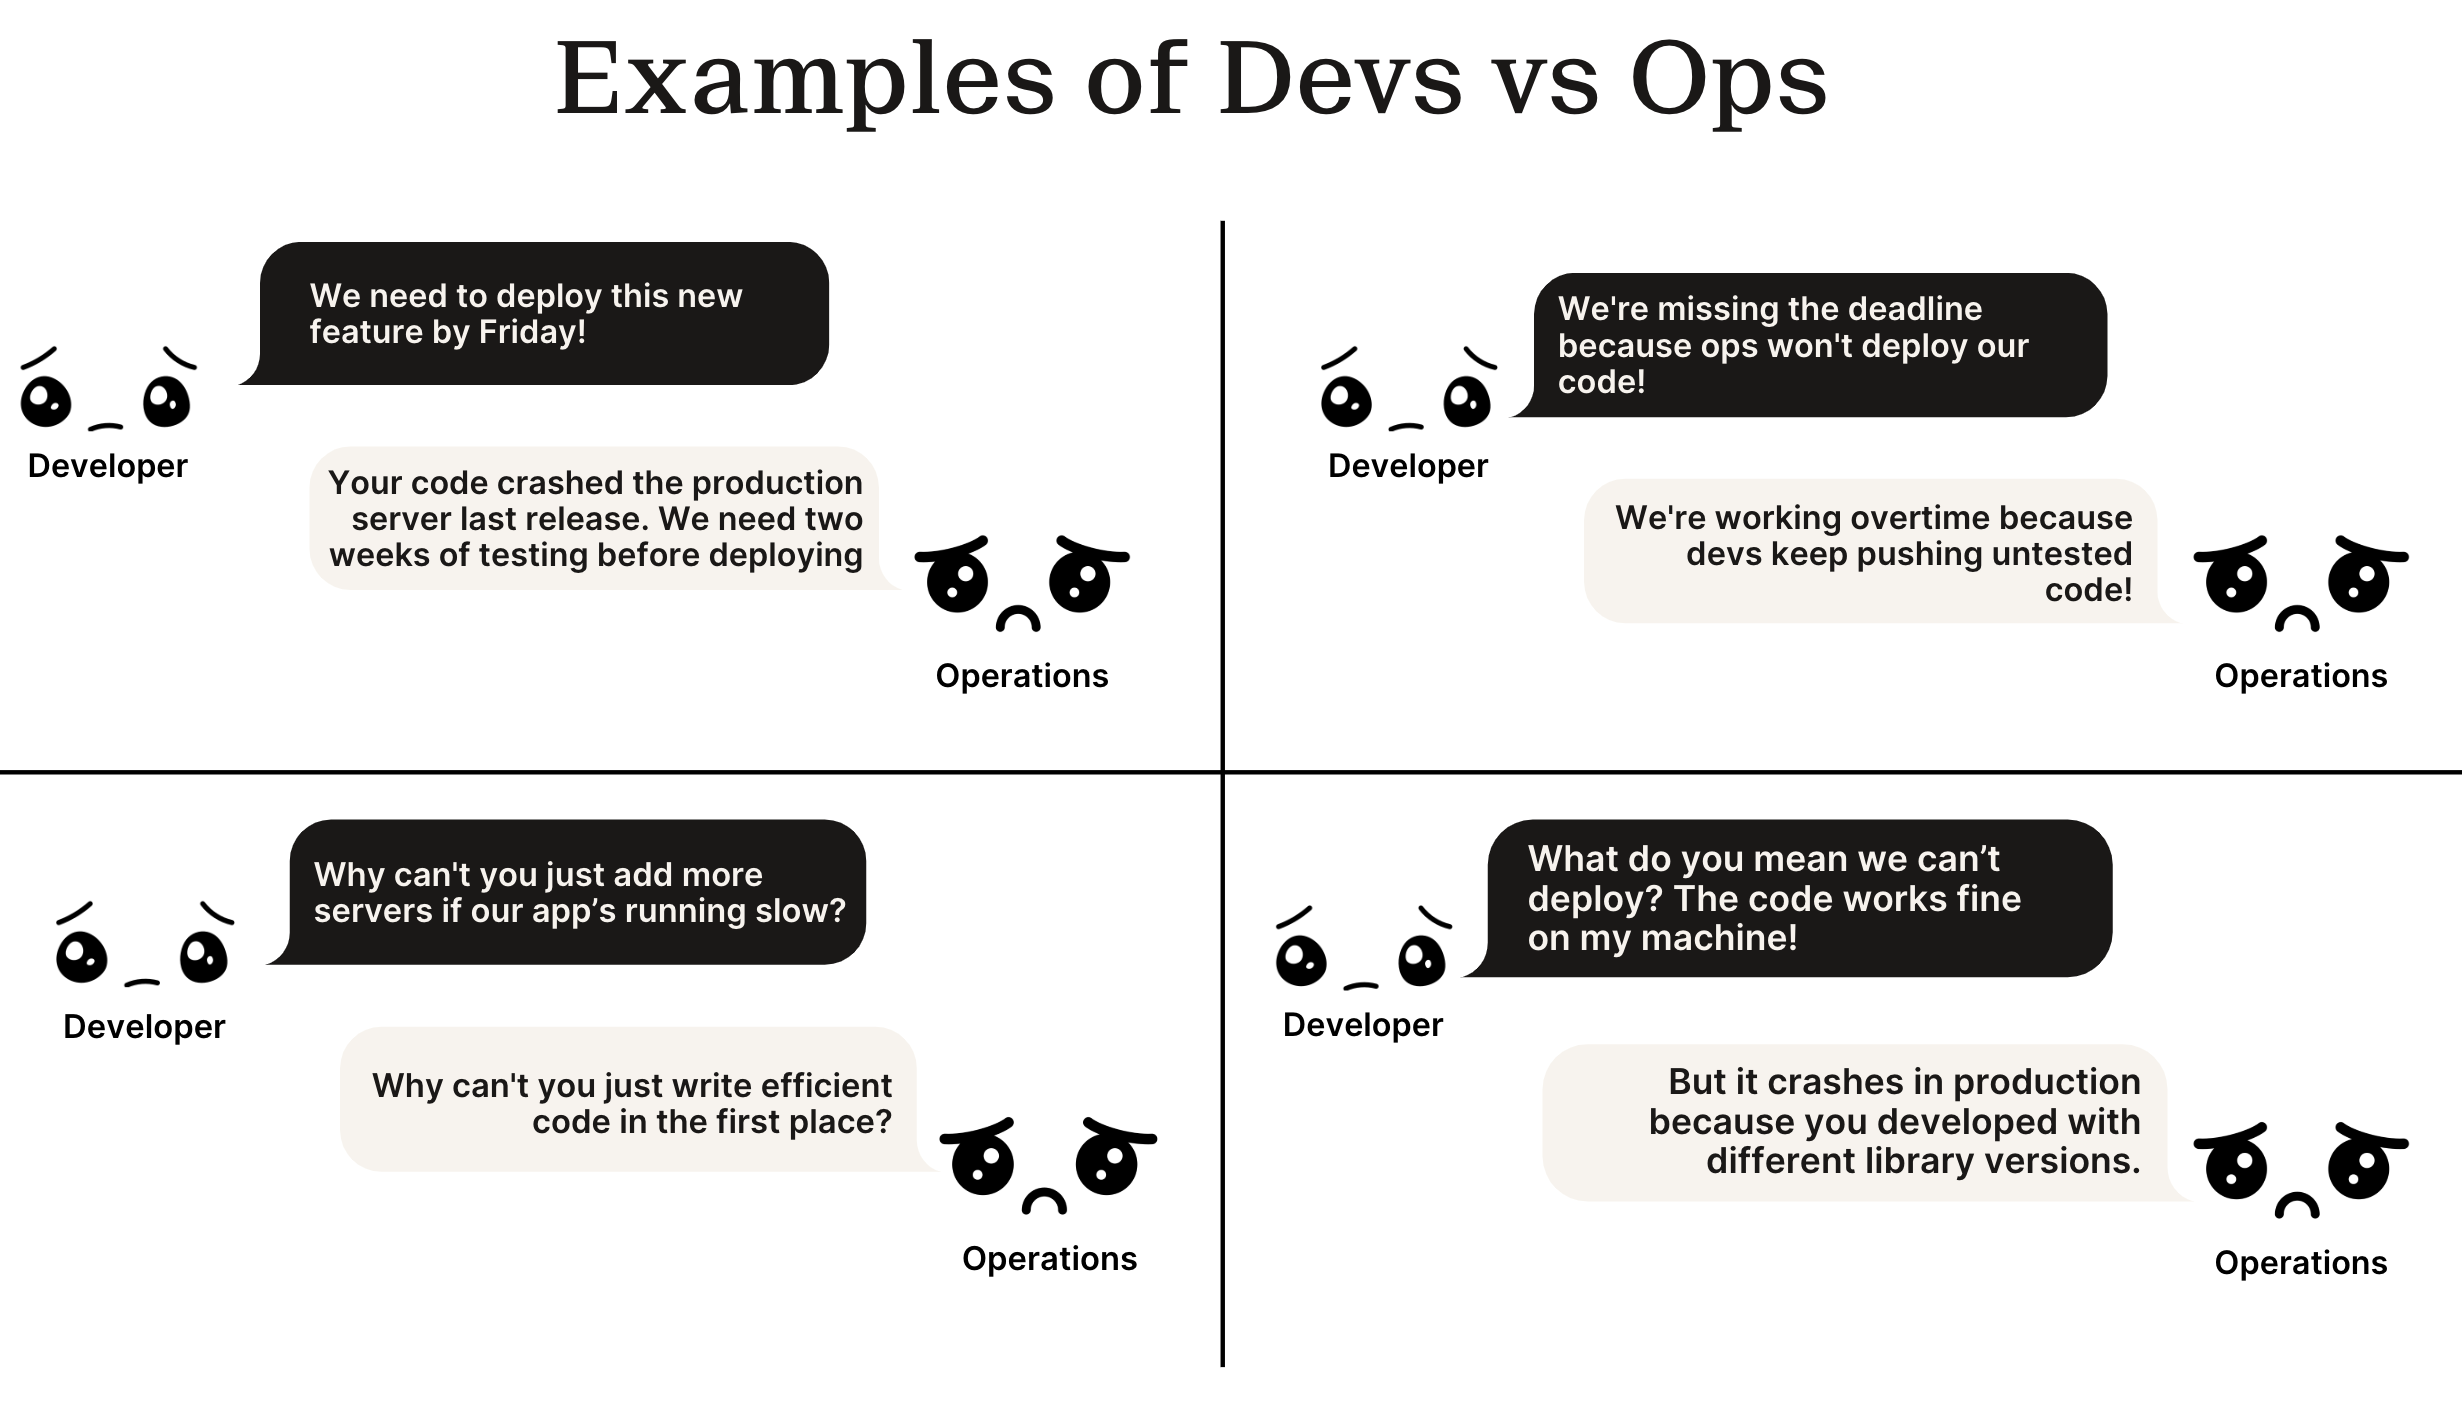 Examples of Devs vs Ops
We need to deploy this new
feature by Friday!
Developer
Your code crashed the production
server last release. We need two
weeks of testing before deploying
Operations
We're missing the deadline
because ops won't deploy our
code!
Developer
We're working overtime because
devs keep pushing untested
code!
Operations
Why can't you just add more
servers if our app’s running slow?
Developer
Why can't you just write efficient
code in the first place?
Operations
What do you mean we can’t
deploy? The code works fine
on my machine!
Developer
But it crashes in production
because you developed with
different library versions.
Operations